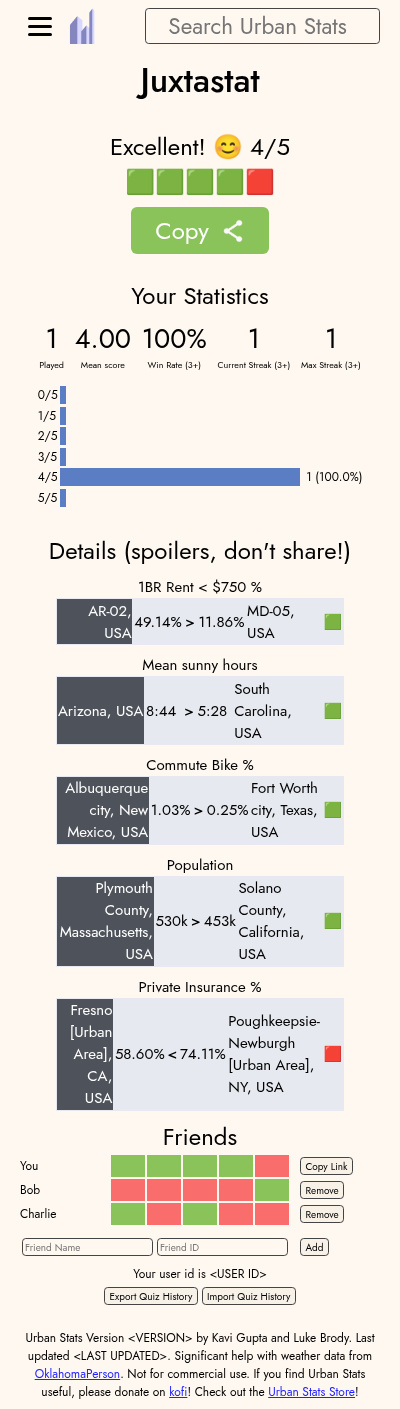 Search Urban Stats
Juxtastat
Excellent! 😊 4/5
🟩🟩🟩🟩🟥
Copy
Your Statistics
1 4.00 100% 1 1
Played Mean score Win Rate (3+) Current Streak (3+) Max Streak (3+)
0/5
1/5
2/5
3/5
4/5 1 (100.0%)
5/5
Details (spoilers, don't share!)
1BR Rent < $750 %
AR-02,
USA
49.14% > 11.86%
MD-05,
USA
🟩
Mean sunny hours
Arizona, USA
8:44 > 5:28
South
Carolina,
USA
🟩
Commute Bike %
Albuquerque
city, New
Mexico, USA
1.03% > 0.25%
Fort Worth
city, Texas,
USA
🟩
Population
Plymouth
County,
Massachusetts,
USA
530k > 453k
Solano
County,
California,
USA
🟩
Private Insurance %
Fresno
[Urban
Area],
CA,
USA
58.60% < 74.11%
Poughkeepsie-
Newburgh
[Urban Area],
NY, USA
🟥
Friends
You Copy Link
Bob Remove
Charlie Remove
Friend Name Friend ID Add
Your user id is <USER ID>
Export Quiz History Import Quiz History
Urban Stats Version <VERSION> by Kavi Gupta and Luke Brody. Last
updated <LAST UPDATED>. Significant help with weather data from
OklahomaPerson. Not for commercial use. If you find Urban Stats
useful, please donate on kofi! Check out the Urban Stats Store!